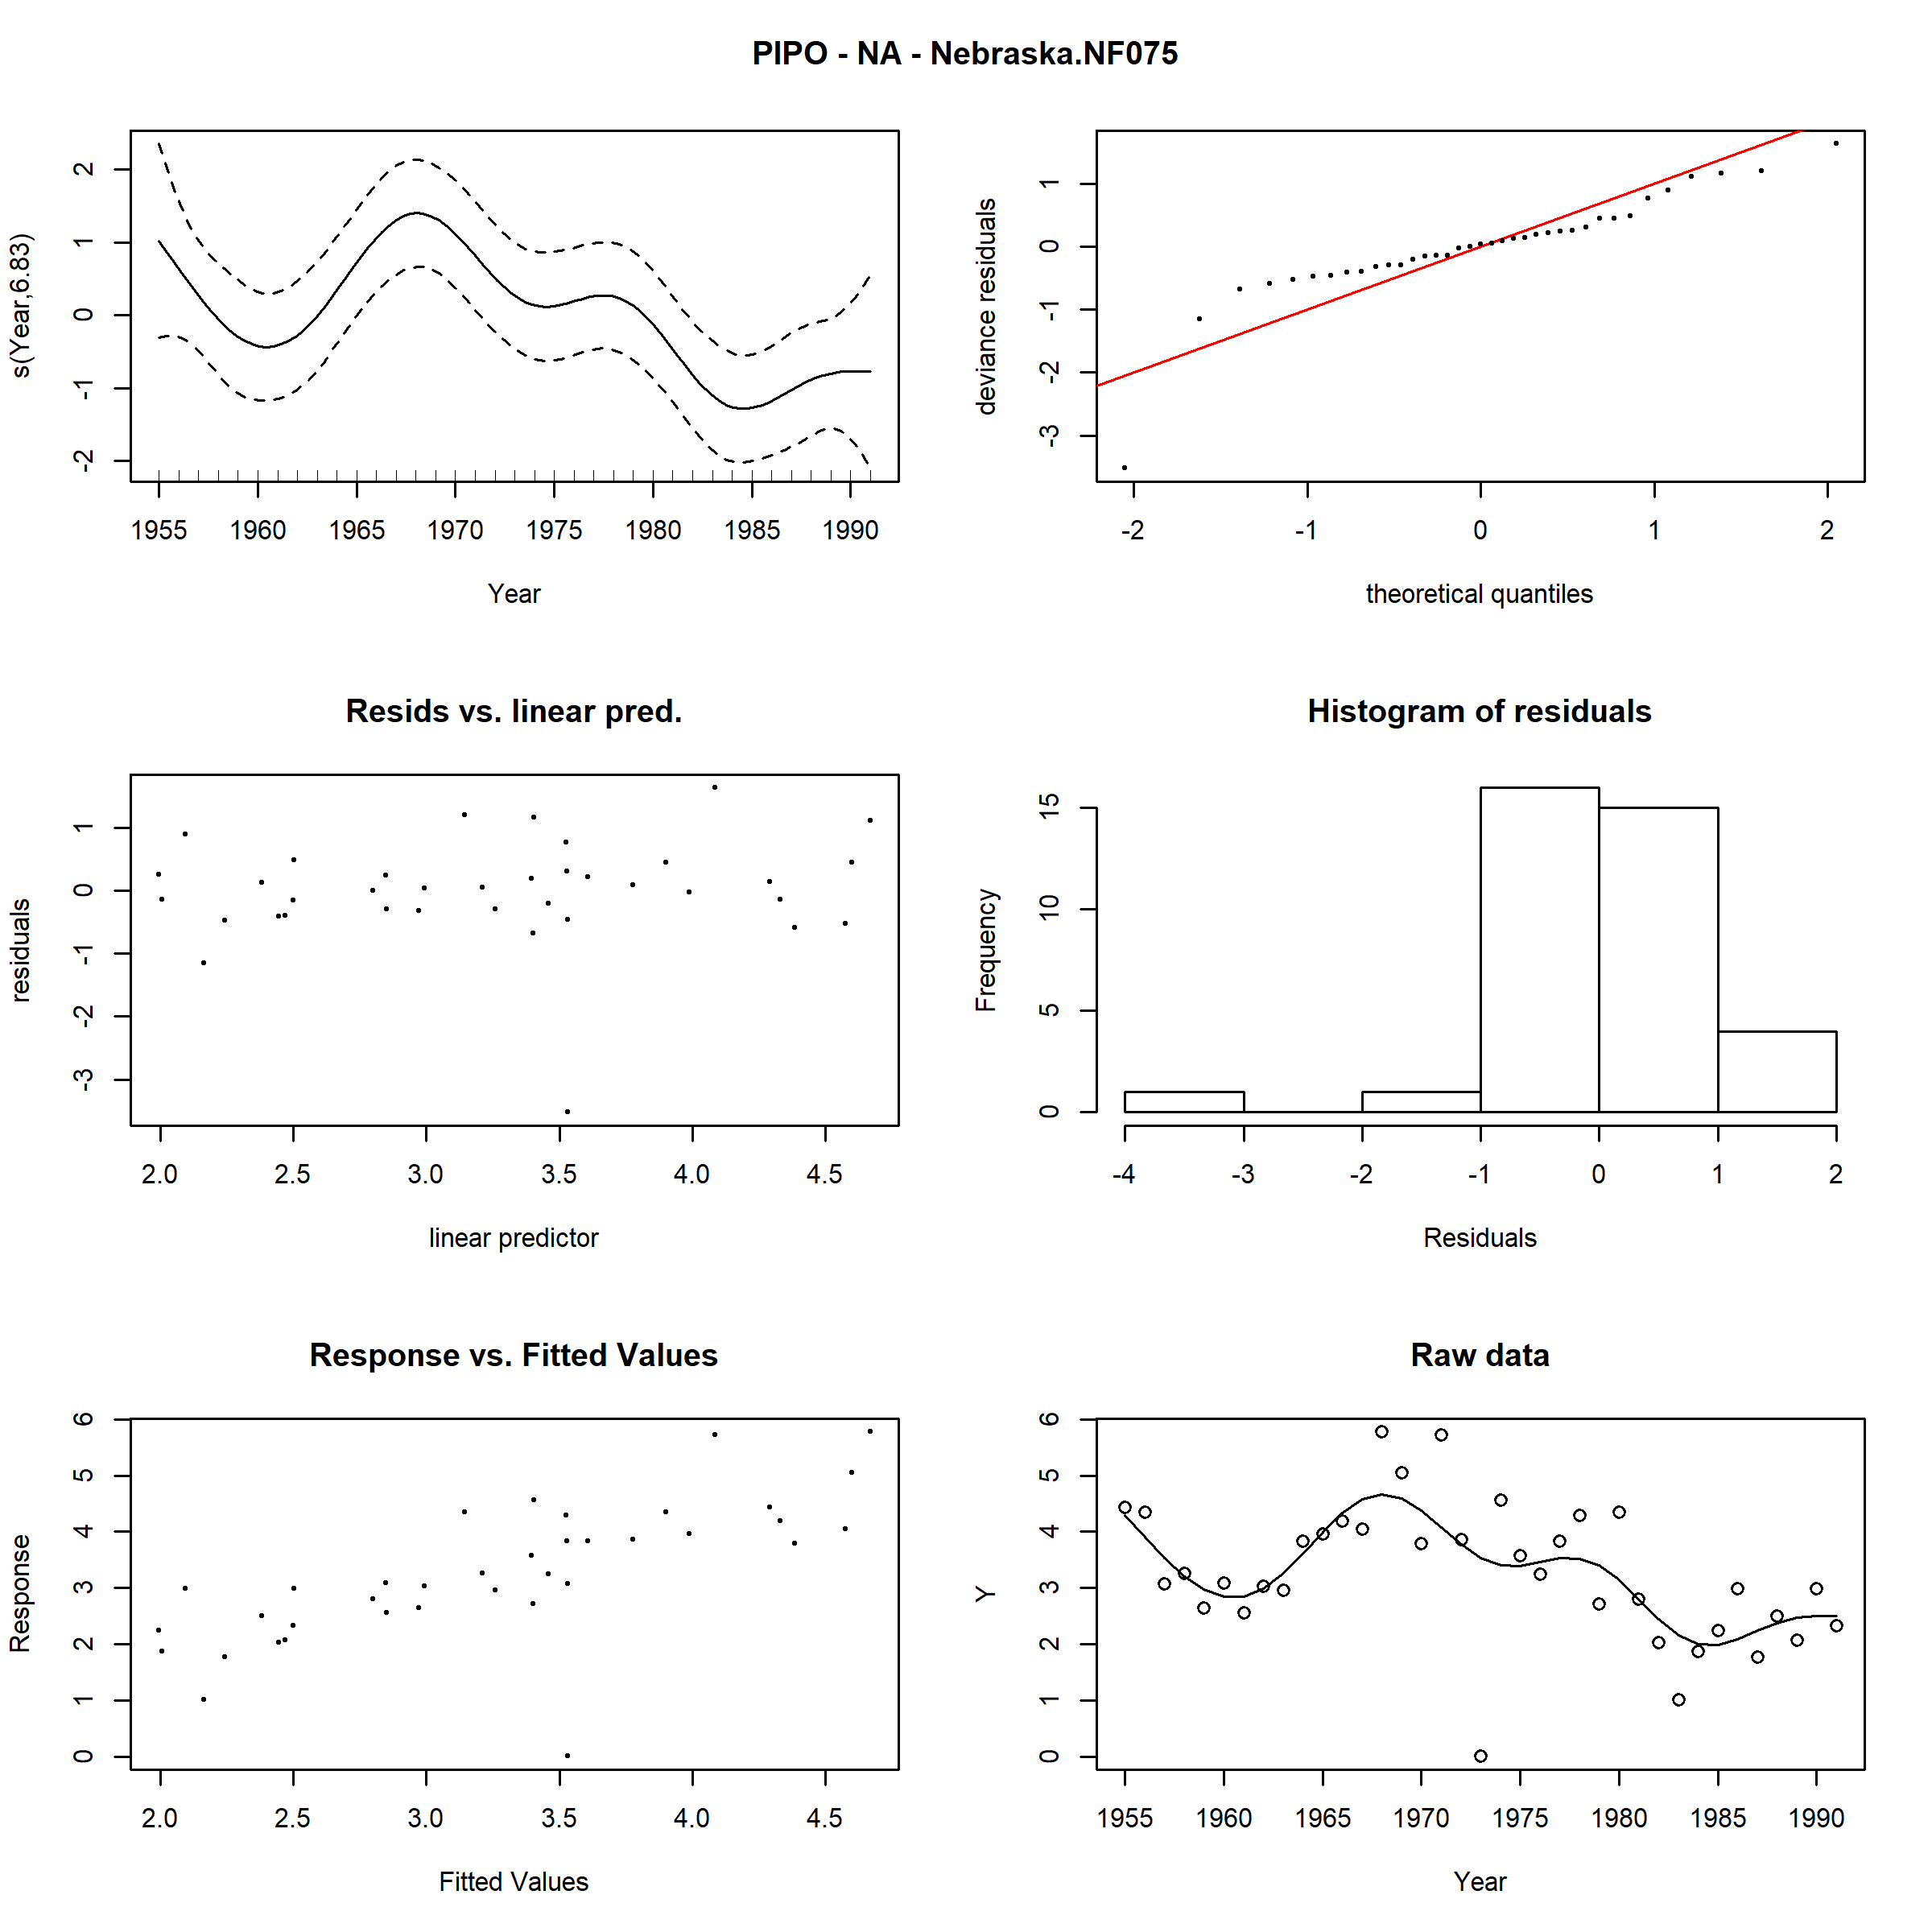 PIPO - NA - Nebraska.NF075
s(Year,6.83)
2
1
0
-1
-2
1955 1960 1965 1970 1975 1980 1985 1990
Year
deviance residuals
1
0
-1
-2
-3
-2 -1 0 1 2
theoretical quantiles
Resids vs. linear pred.
residuals
1
0
-1
-2
-3
2.0 2.5 3.0 3.5 4.0 4.5
linear predictor
Histogram of residuals
Frequency
15
10
5
0
-4 -3 -2 -1 0 1 2
Residuals
Response vs. Fitted Values
Response
6
5
4
3
2
1
0
2.0 2.5 3.0 3.5 4.0 4.5
Fitted Values
Raw data
Y
6
5
4
3
2
1
0
1955 1960 1965 1970 1975 1980 1985 1990
Year